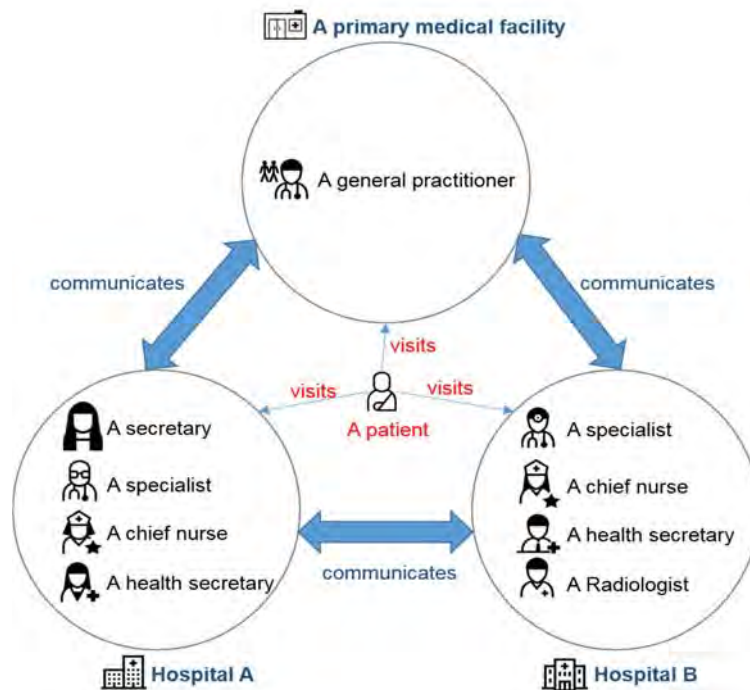 A primary medical facility
A general practitioner
communicates
communicates
visits
visits
visits
A patient
A secretary
A specialist
A chief nurse
A health secretary
A specialist
A chief nurse
A health secretary
A Radiologist
communicates
Hospital A
Hospital B